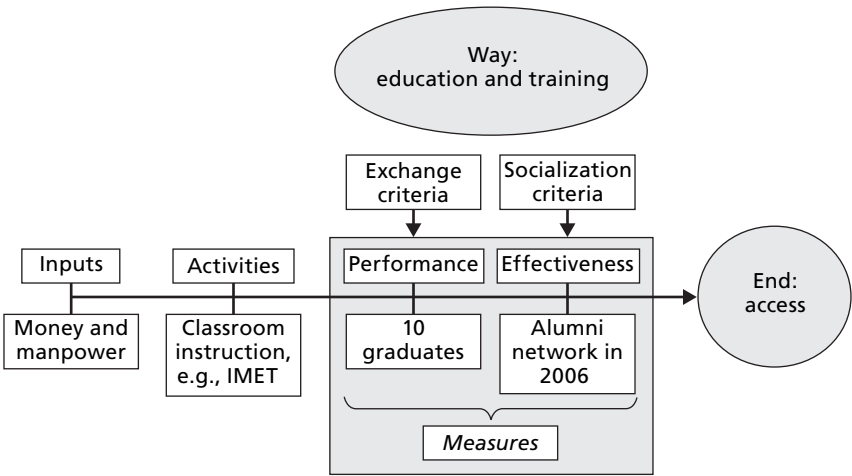 Way:
education and training
Exchange
criteria
Socialization
criteria
Inputs
Activities
Performance
Effectiveness
End:
access
Money and
manpower
Classroom
instruction,
e.g., IMET
10
graduates
Alumni
network in
2006
Measures